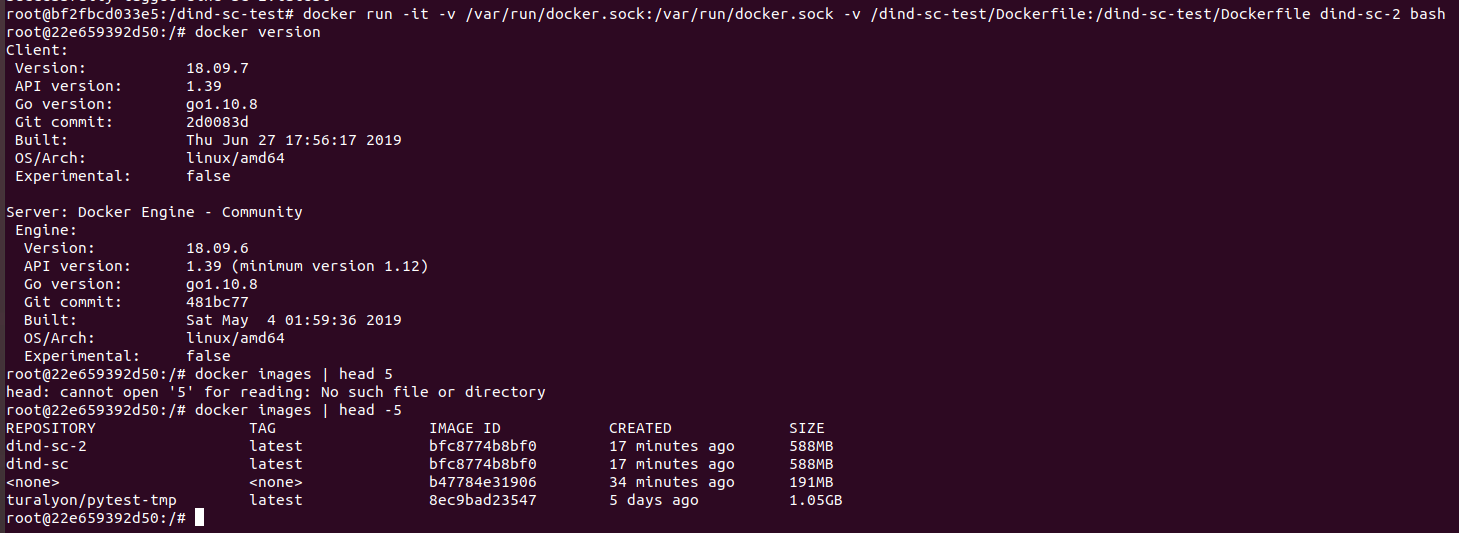 root@bf2fbcd033e5:/dind-sc-test# docker run -it -v /var/run/docker.sock:/var/run/docker.sock -v /dind-sc-test/Dockerfile:/dind-sc-test/Dockerfile dind-sc-2 bash
root@22e659392d50:/# docker version
Client:
 Version:           18.09.7
 API version:       1.39
 Go version:        go1.10.8
 Git commit:        2d0083d
 Built:             Thu Jun 27 17:56:17 2019
 OS/Arch:           linux/amd64
 Experimental:      false

Server: Docker Engine - Community
 Engine:
  Version:          18.09.6
  API version:      1.39 (minimum version 1.12)
  Go version:       go1.10.8
  Git commit:       481bc77
  Built:            Sat May  4 01:59:36 2019
  OS/Arch:          linux/amd64
  Experimental:     false
root@22e659392d50:/# docker images | head 5
head: cannot open '5' for reading: No such file or directory
root@22e659392d50:/# docker images | head -5
REPOSITORY                 TAG                 IMAGE ID            CREATED             SIZE
dind-sc-2                  latest              bfc8774b8bf0        17 minutes ago      588MB
dind-sc                    latest              bfc8774b8bf0        17 minutes ago      588MB
<none>                     <none>              b47784e31906        34 minutes ago      191MB
turalyon/pytest-tmp        latest              8ec9bad23547        5 days ago          1.05GB
root@22e659392d50:/#